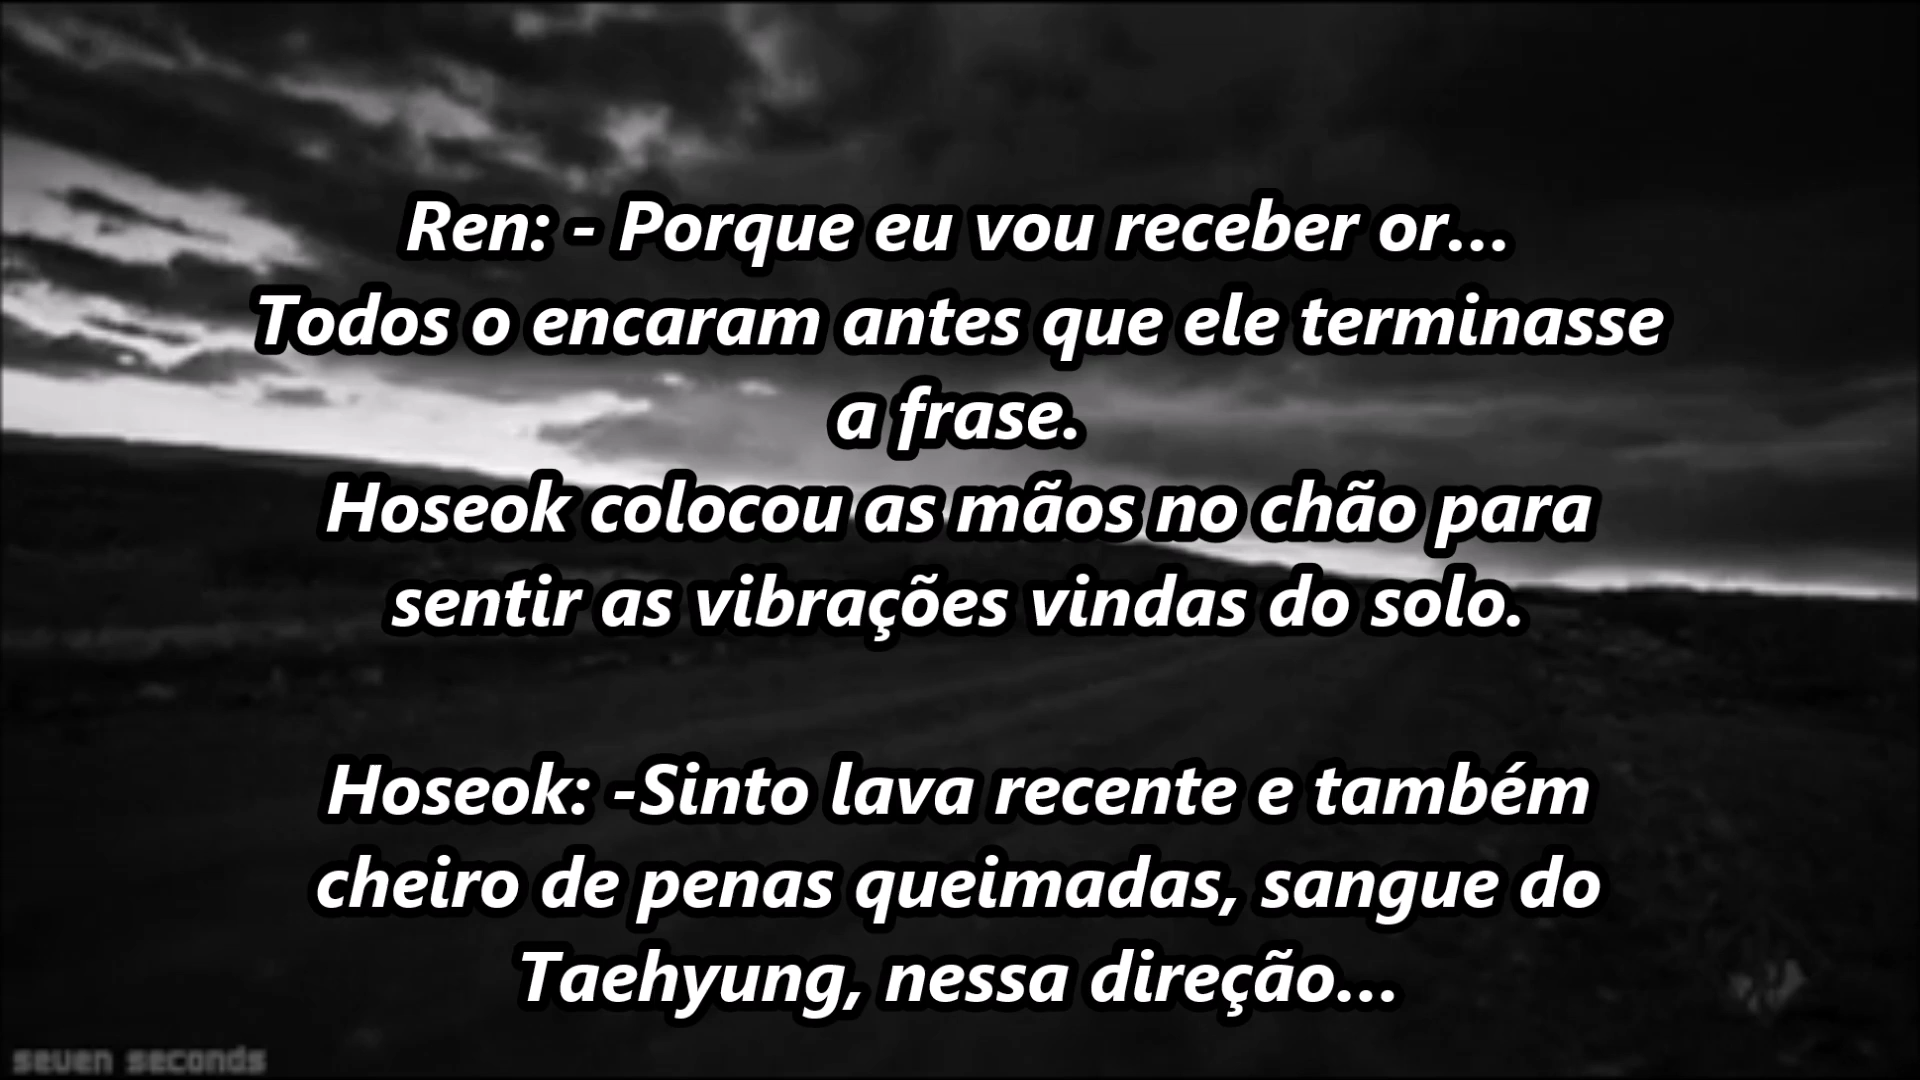 Ren: - Porque eu vou receber or...
Todos o encaram antes que ele terminasse
a frase.
Hoseok colocou as mãos no chão para
sentir as vibrações vindas do solo.
Hoseok: -Sinto lava recente e também
cheiro de penas queimadas, sangue do
Taehyung, nessa direção...
seven seconds